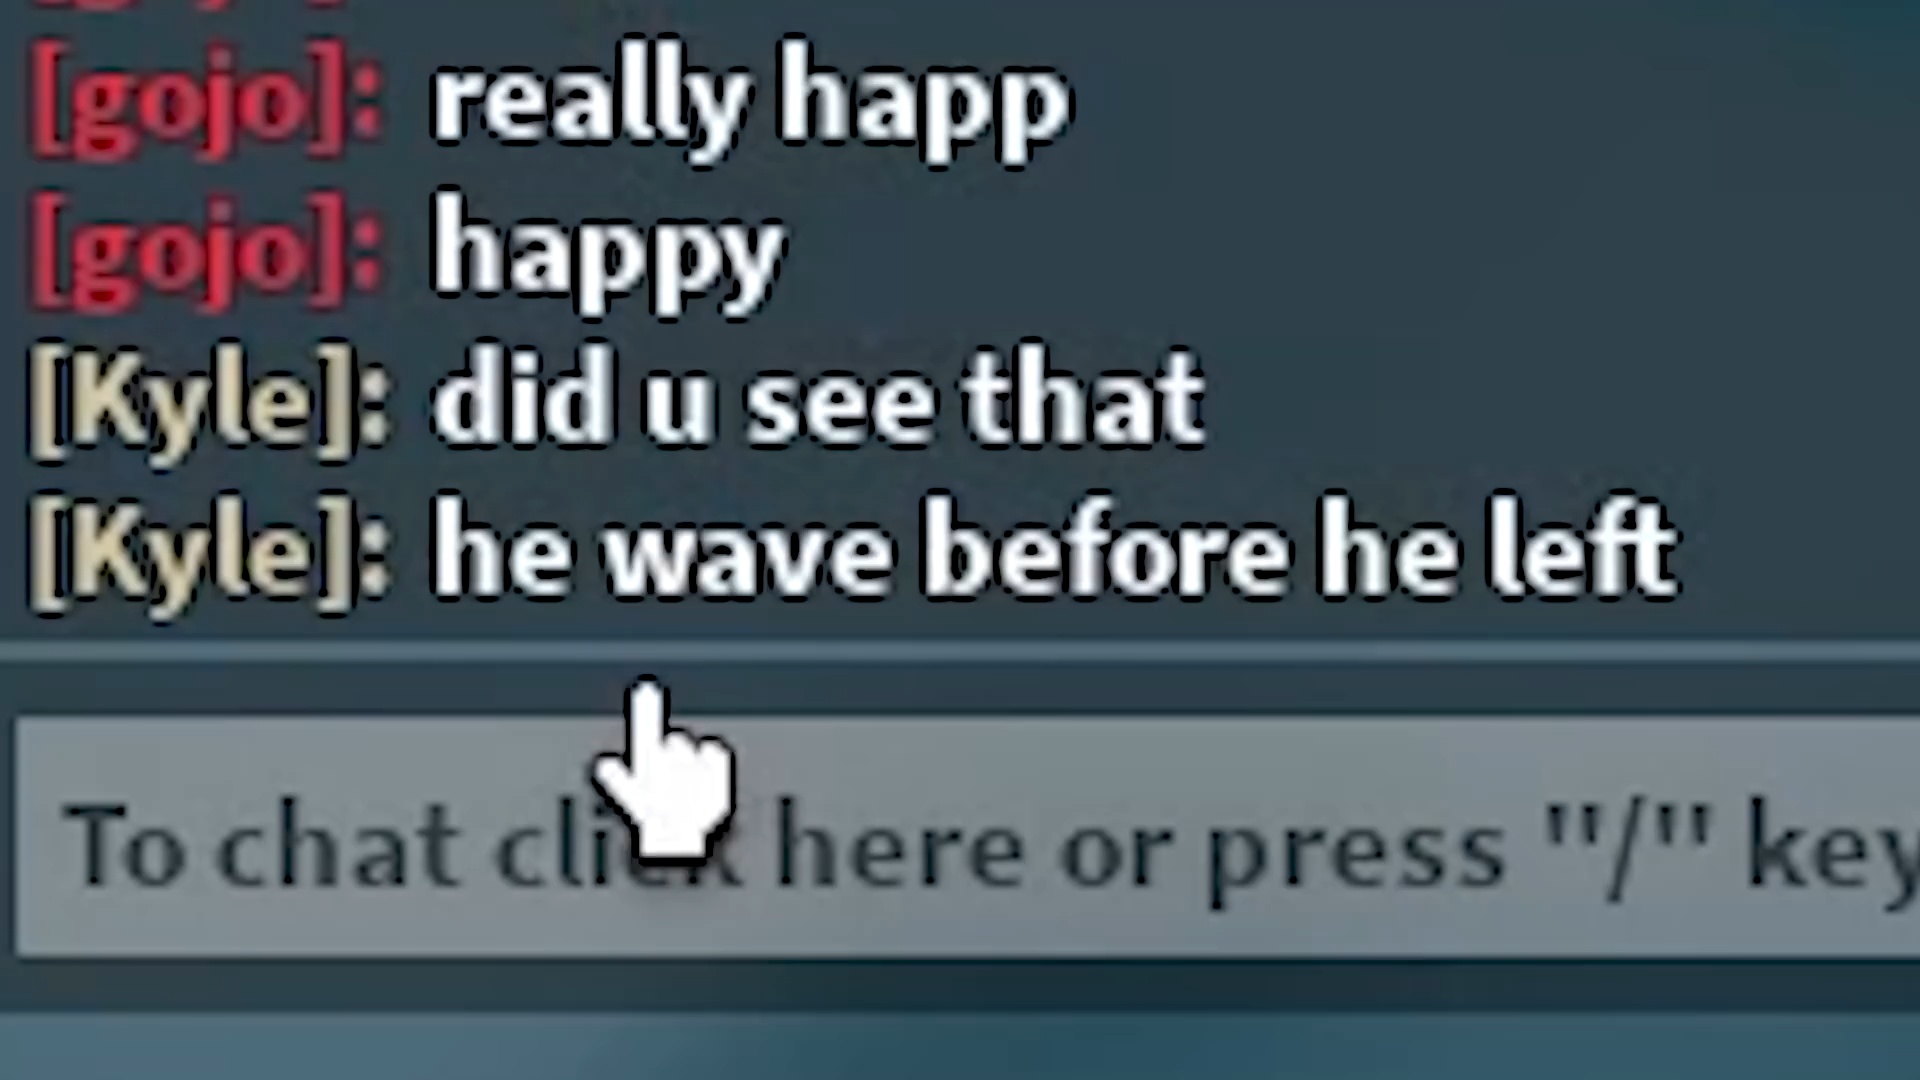 [gojo]: really happ
[gojo]: happy
[Kyle]: did u see that
[Kyle]: he wave before he left
To chat click here or press "/" key